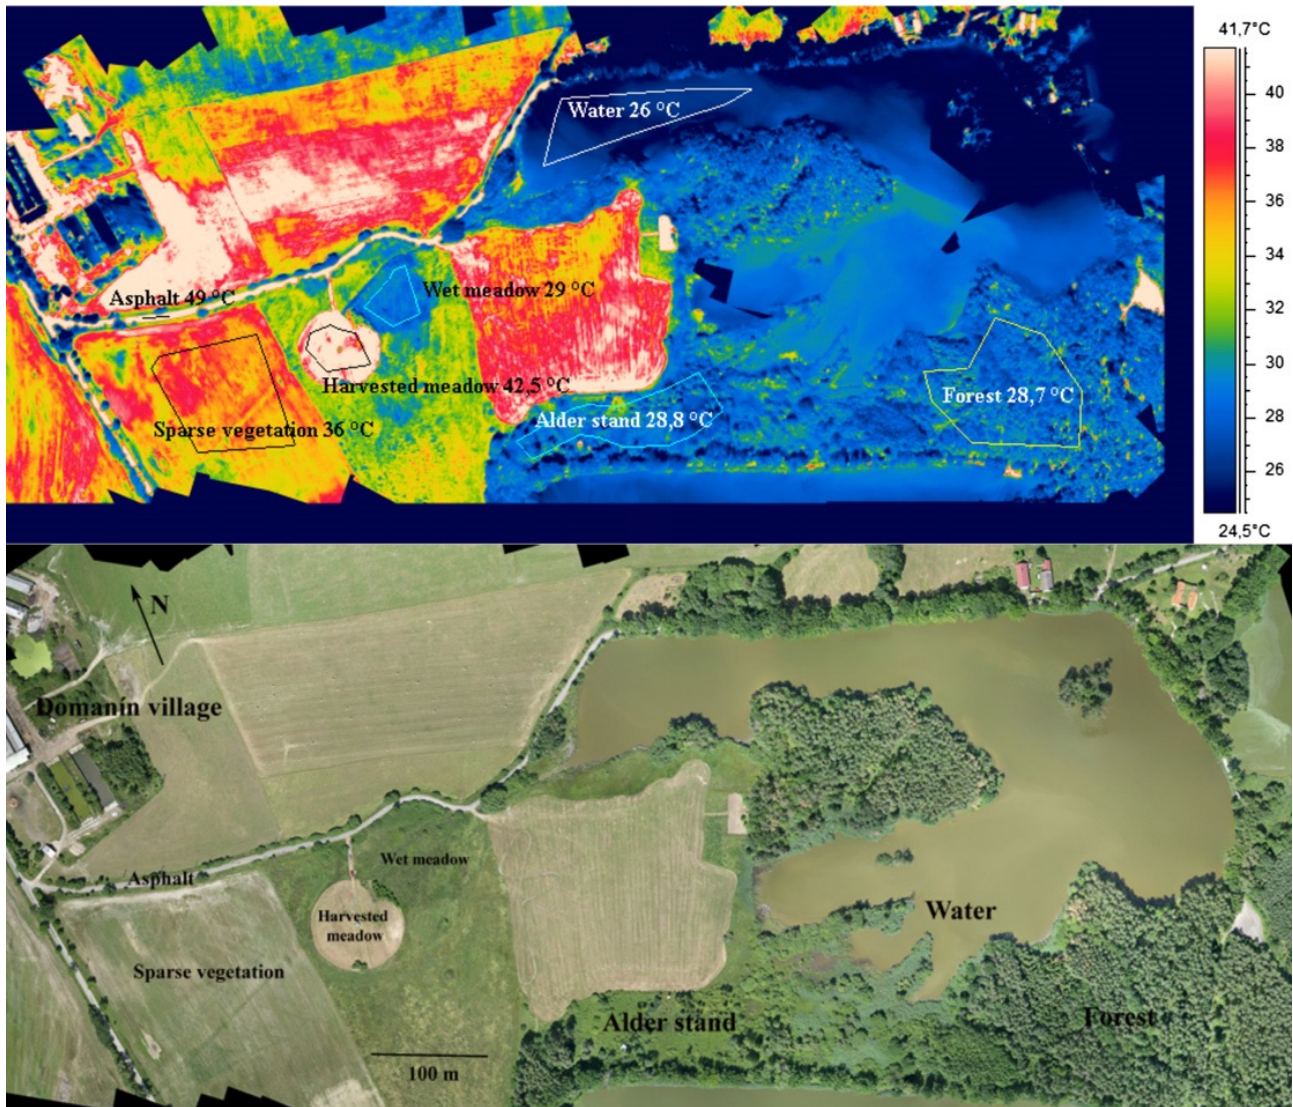 41,7°C
40
38
36
34
32
30
28
26
24,5°C
Water 26 °C
Asphalt 49 °C
Wet meadow 29 °C
Harvested meadow 42,5 °C
Sparse vegetation 36 °C
Alder stand 28,8 °C
Forest 28,7 °C
N
Domanín village
Asphalt
Wet meadow
Harvested
meadow
Sparse vegetation
Water
Alder stand
Forest
100 m